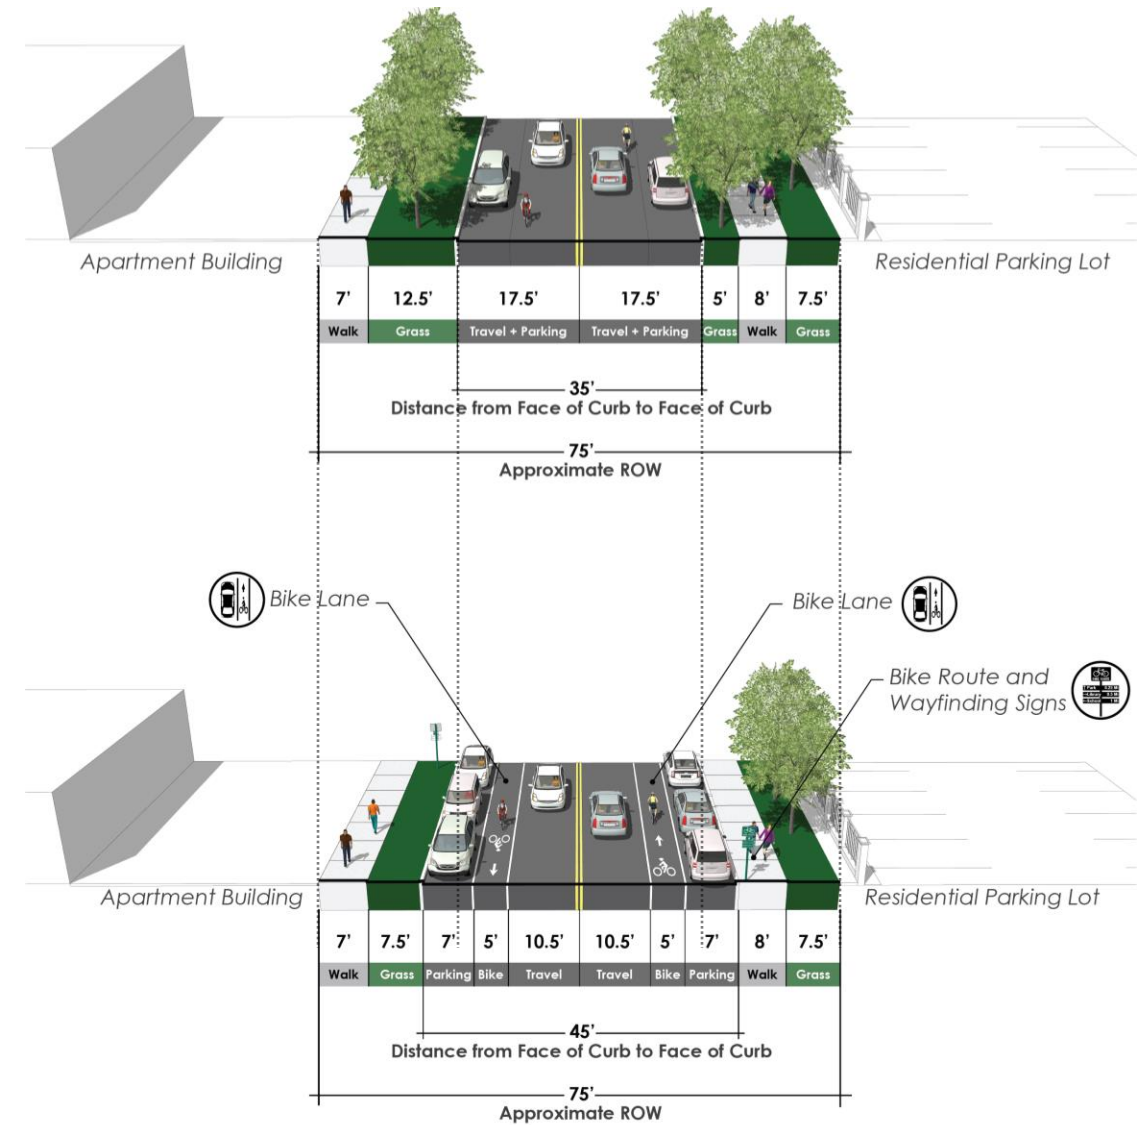 Apartment Building
Residential Parking Lot
7' 12.5' 17.5' 17.5' 5' 8' 7.5'
Walk Grass Travel + Parking Travel + Parking Grass Walk Grass
35'
Distance from Face of Curb to Face of Curb
75'
Approximate ROW
Bike Lane
Bike Lane
Bike Route and
Wayfinding Signs
Apartment Building
Residential Parking Lot
7' 7.5' 7' 5' 10.5' 10.5' 5' 7' 8' 7.5'
Walk Grass Parking Bike Travel Travel Bike Parking Walk Grass
45'
Distance from Face of Curb to Face of Curb
75'
Approximate ROW